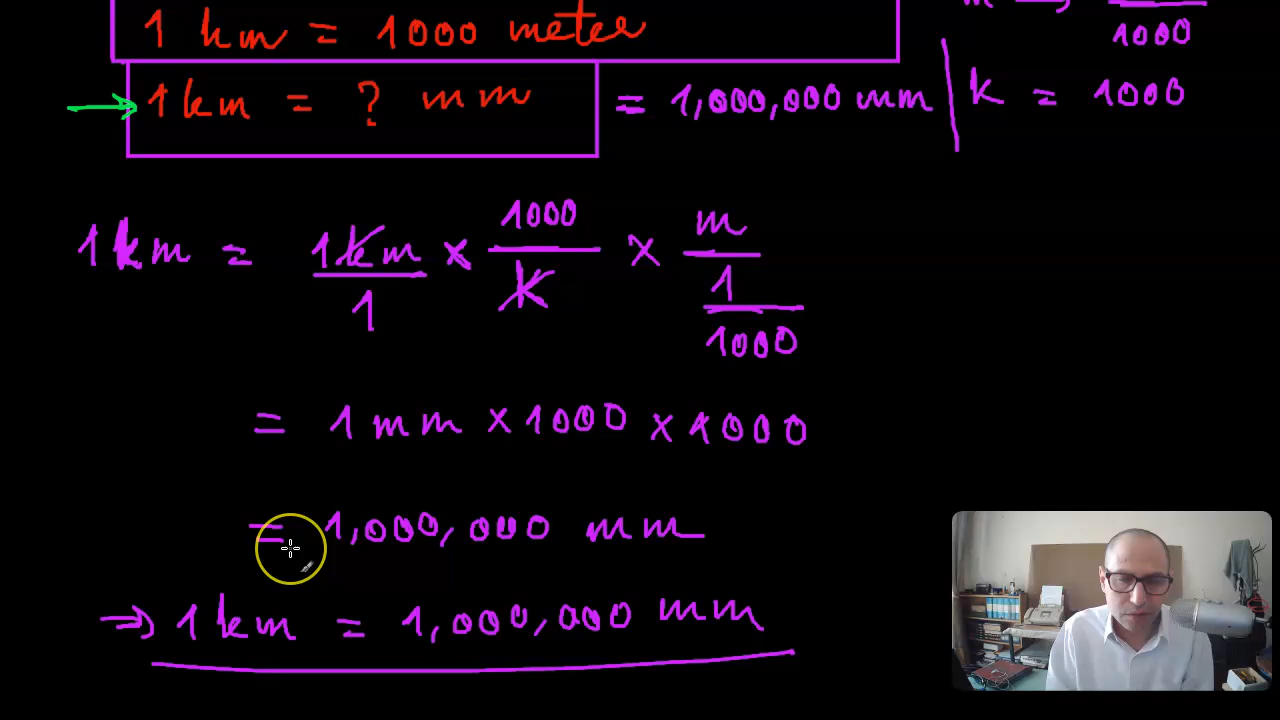 1 km = 1000 meter
1000
1 km = ? mm = 1,000,000 mm
k = 1000
1 km = 1 km / 1 × 1000 / k × m / 1 / 1000
= 1 mm × 1000 × 1000
= 1,000,000 mm
⇒ 1 km = 1,000,000 mm